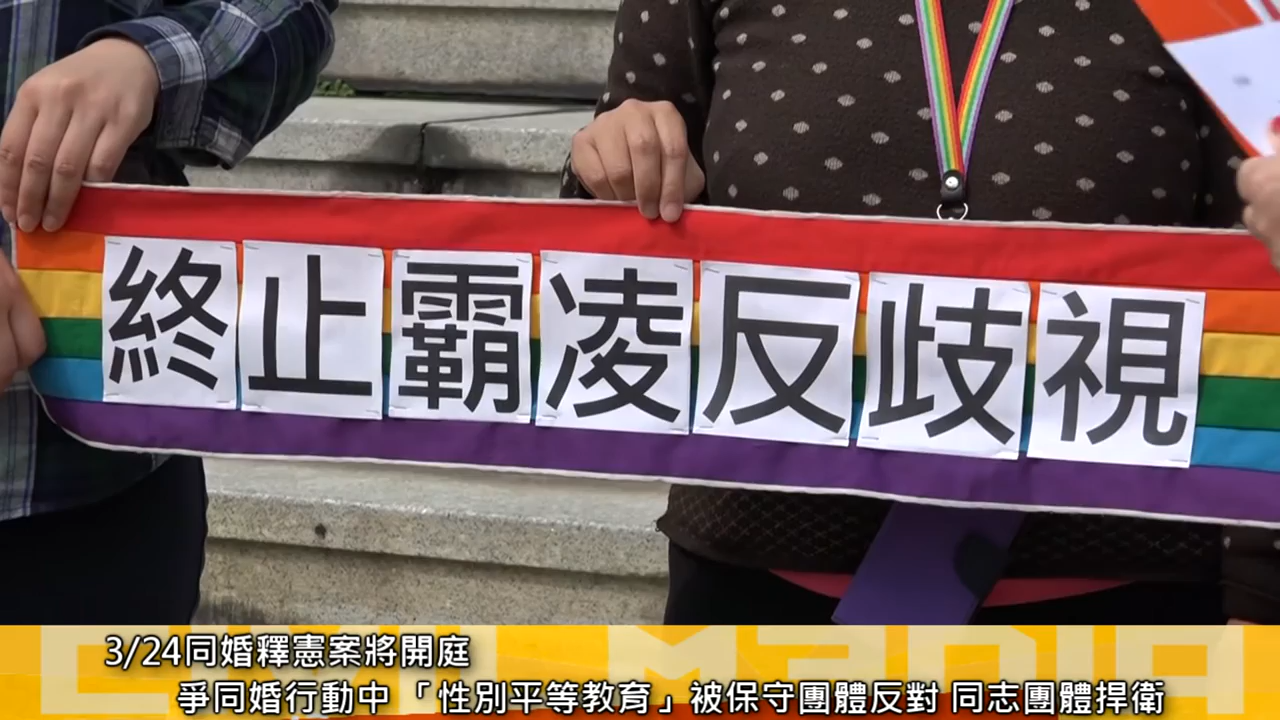 終止霸凌反歧視
3/24同婚釋憲案將開庭
爭同婚行動中「性別平等教育」被保守團體反對 同志團體捍衛